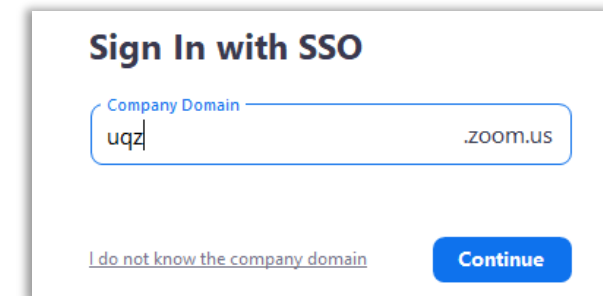 Sign In with SSO
Company Domain
uqz .zoom.us
I do not know the company domain Continue